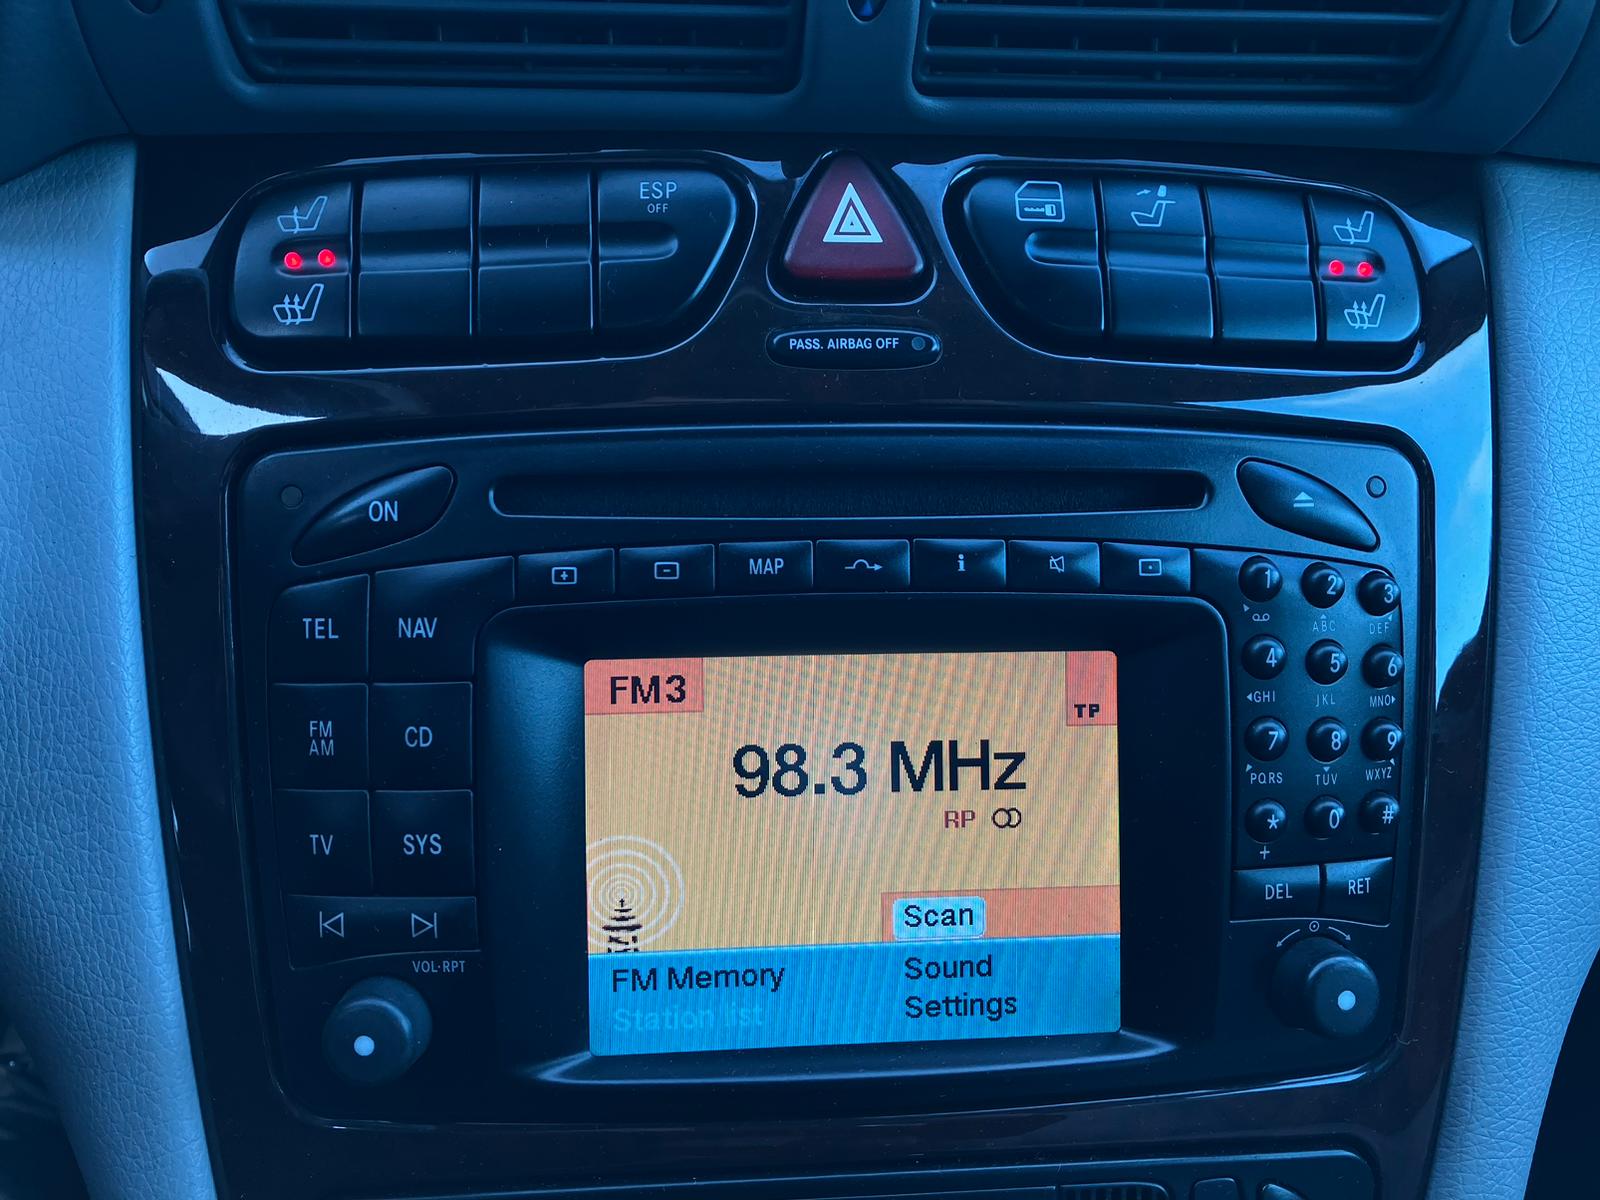 ESP
OFF
PASS. AIRBAG OFF
ON
MAP
i
TEL
NAV
FM
AM
CD
TV
SYS
VOL·RPT
FM3
TP
98.3 MHz
RP
Scan
FM Memory
Sound
Station list
Settings
1
2
3
ABC
DEF
4
5
6
GHI
JKL
MNO
7
8
9
PQRS
TUV
WXYZ
*
0
#
+
DEL
RET